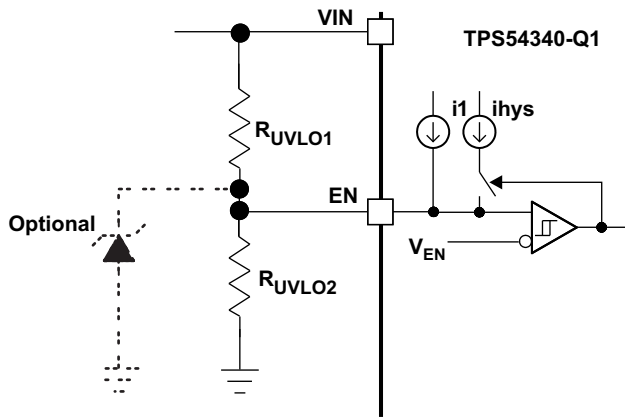 VIN
TPS54340-Q1
i1 ihys
RUVLO1
EN
Optional
VEN
RUVLO2